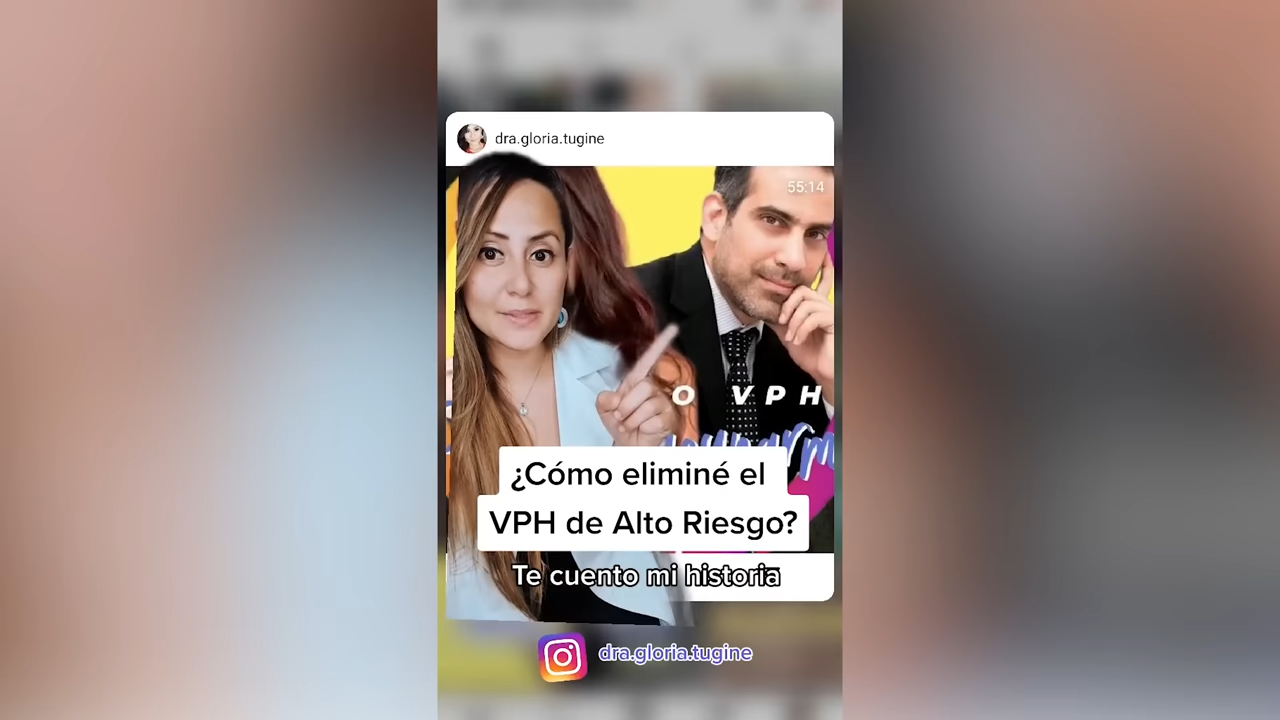 dra.gloria.tugine
55:14
O VPH
¿Cómo eliminé el
VPH de Alto Riesgo?
Te cuento mi historia
dra.gloria.tugine